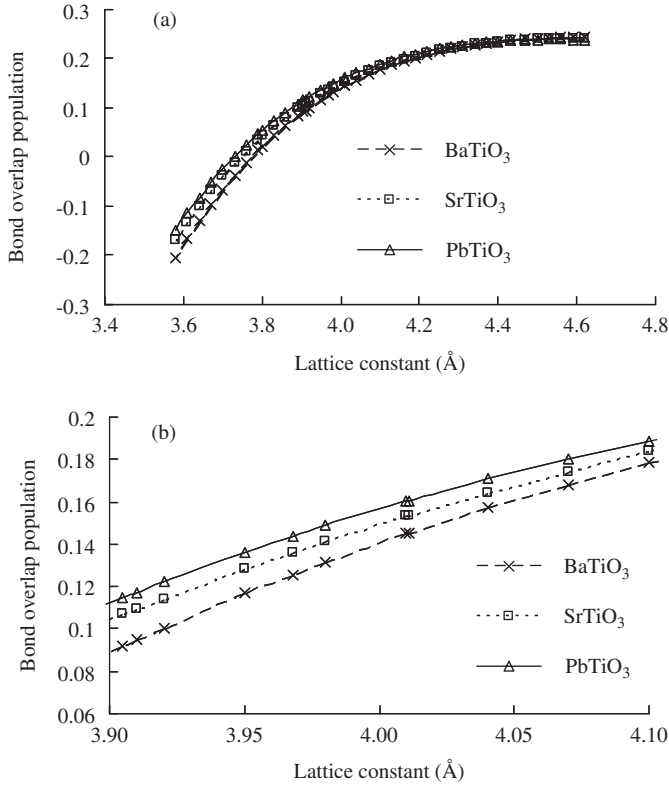 (a)
0.3
0.2
0.1
0
-0.1
-0.2
-0.3
Bond overlap population
BaTiO3
SrTiO3
PbTiO3
3.4 3.6 3.8 4.0 4.2 4.4 4.6 4.8
Lattice constant (Å)
(b)
0.2
0.18
0.16
0.14
0.12
0.1
0.08
0.06
Bond overlap population
BaTiO3
SrTiO3
PbTiO3
3.90 3.95 4.00 4.05 4.10
Lattice constant (Å)